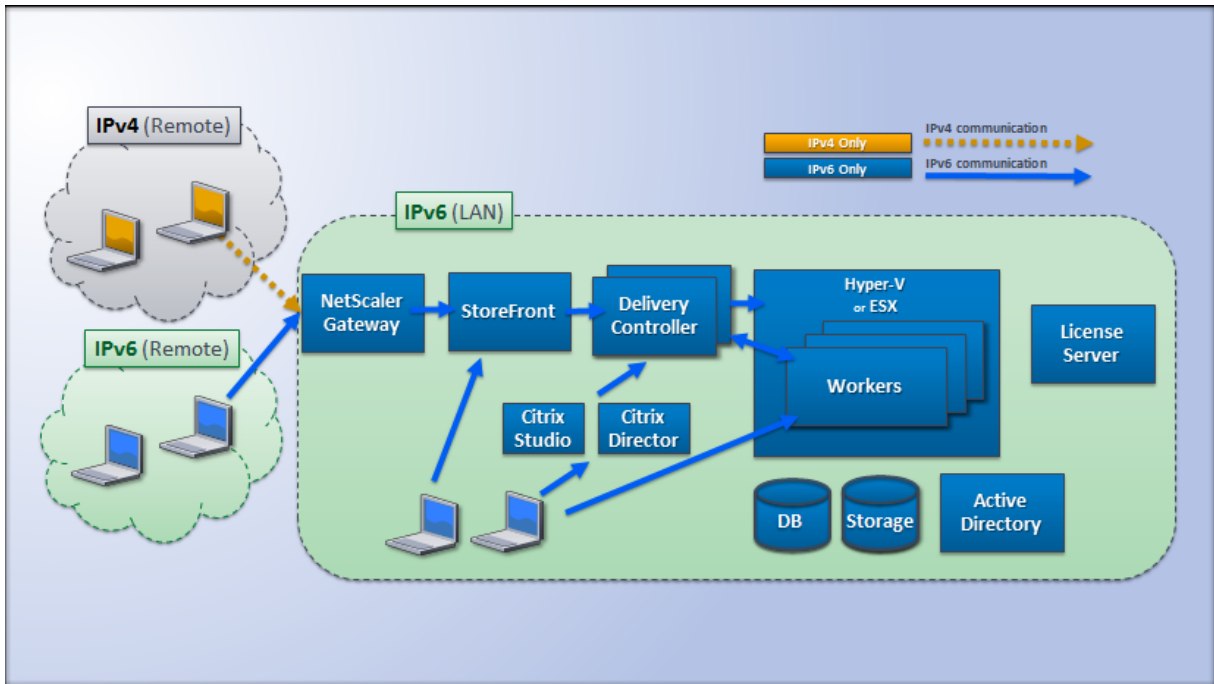 IPv4 (Remote)
IPv4 Only
IPv4 communication
IPv6 Only
IPv6 communication
IPv6 (LAN)
IPv6 (Remote)
NetScaler
Gateway
StoreFront
Delivery
Controller
Hyper-V
or ESX
Workers
License
Server
Citrix
Studio
Citrix
Director
DB
Storage
Active
Directory